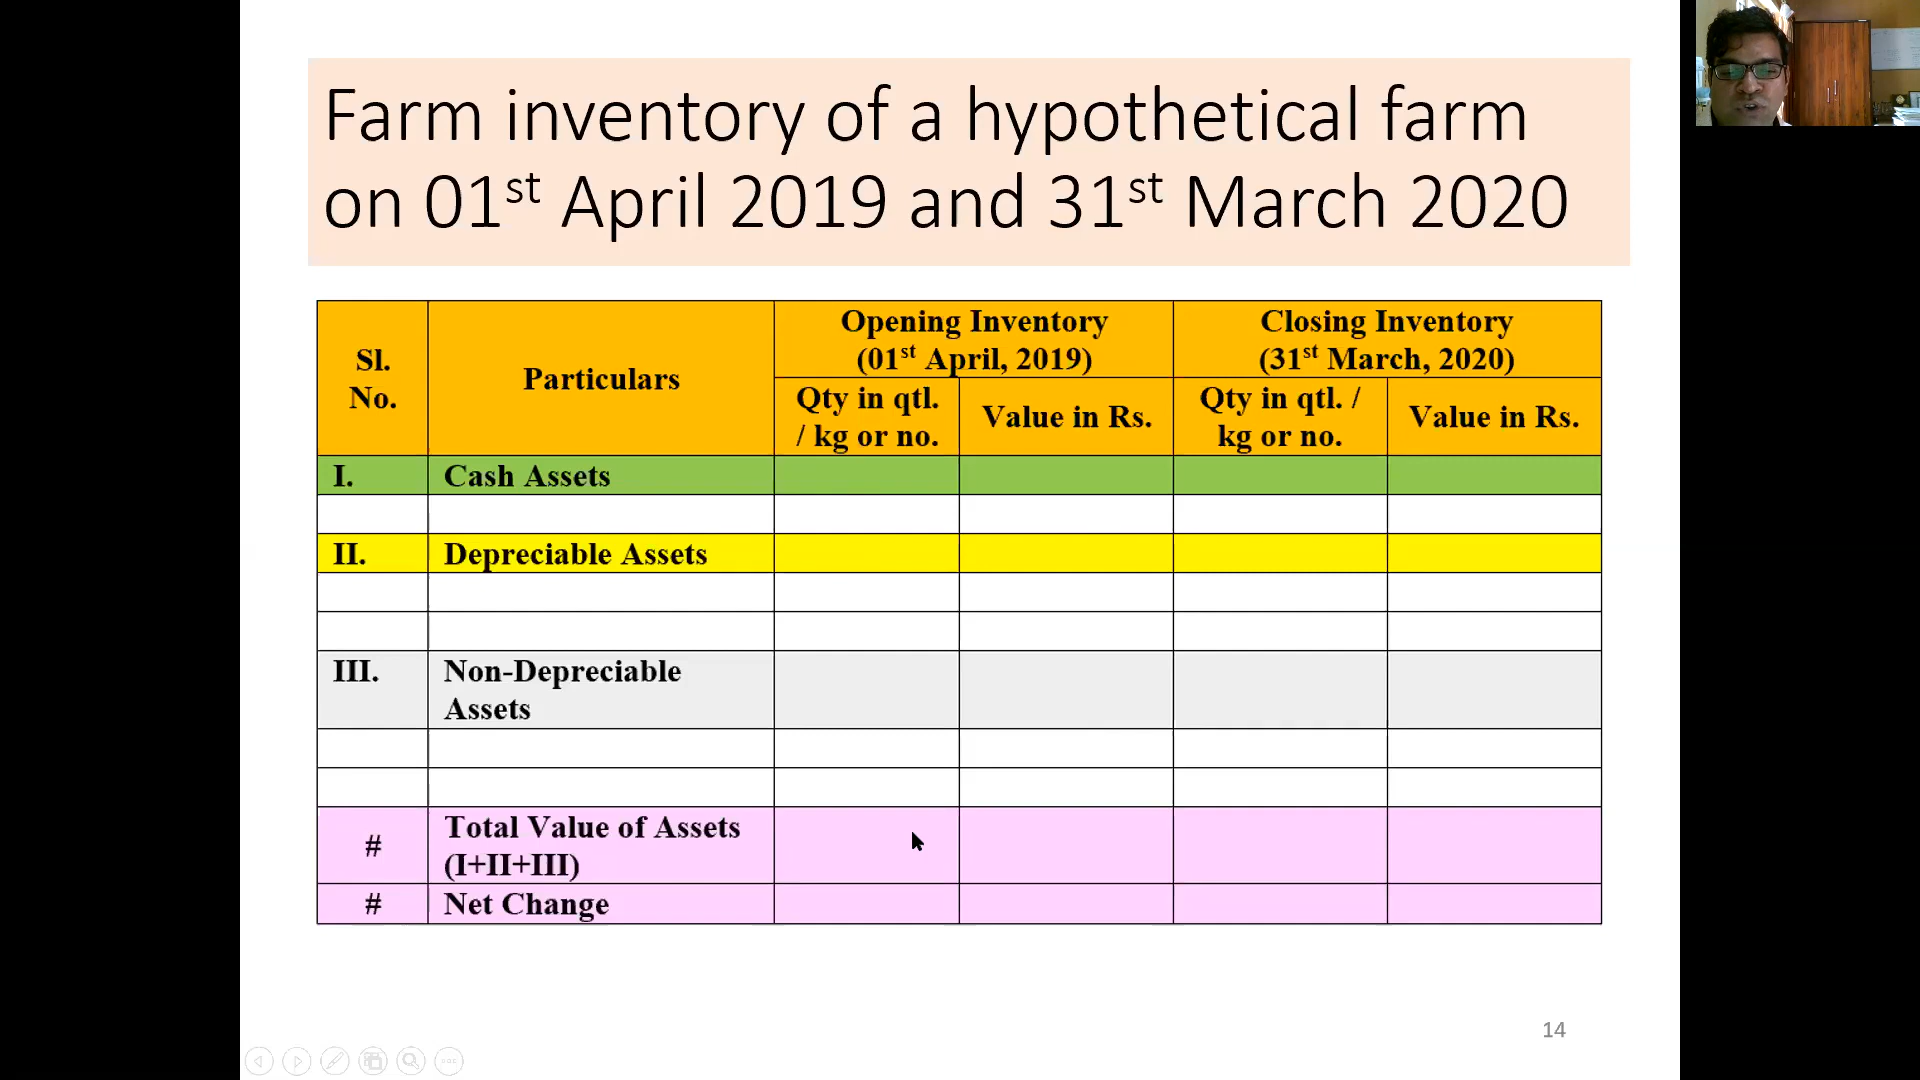 Farm inventory of a hypothetical farm
on 01st April 2019 and 31st March 2020
Sl.
No.
Particulars
Opening Inventory
(01st April, 2019)
Closing Inventory
(31st March, 2020)
Qty in qtl.
/ kg or no.
Value in Rs.
Qty in qtl. /
kg or no.
Value in Rs.
I. Cash Assets
II. Depreciable Assets
III. Non-Depreciable
Assets
# Total Value of Assets
(I+II+III)
# Net Change
14